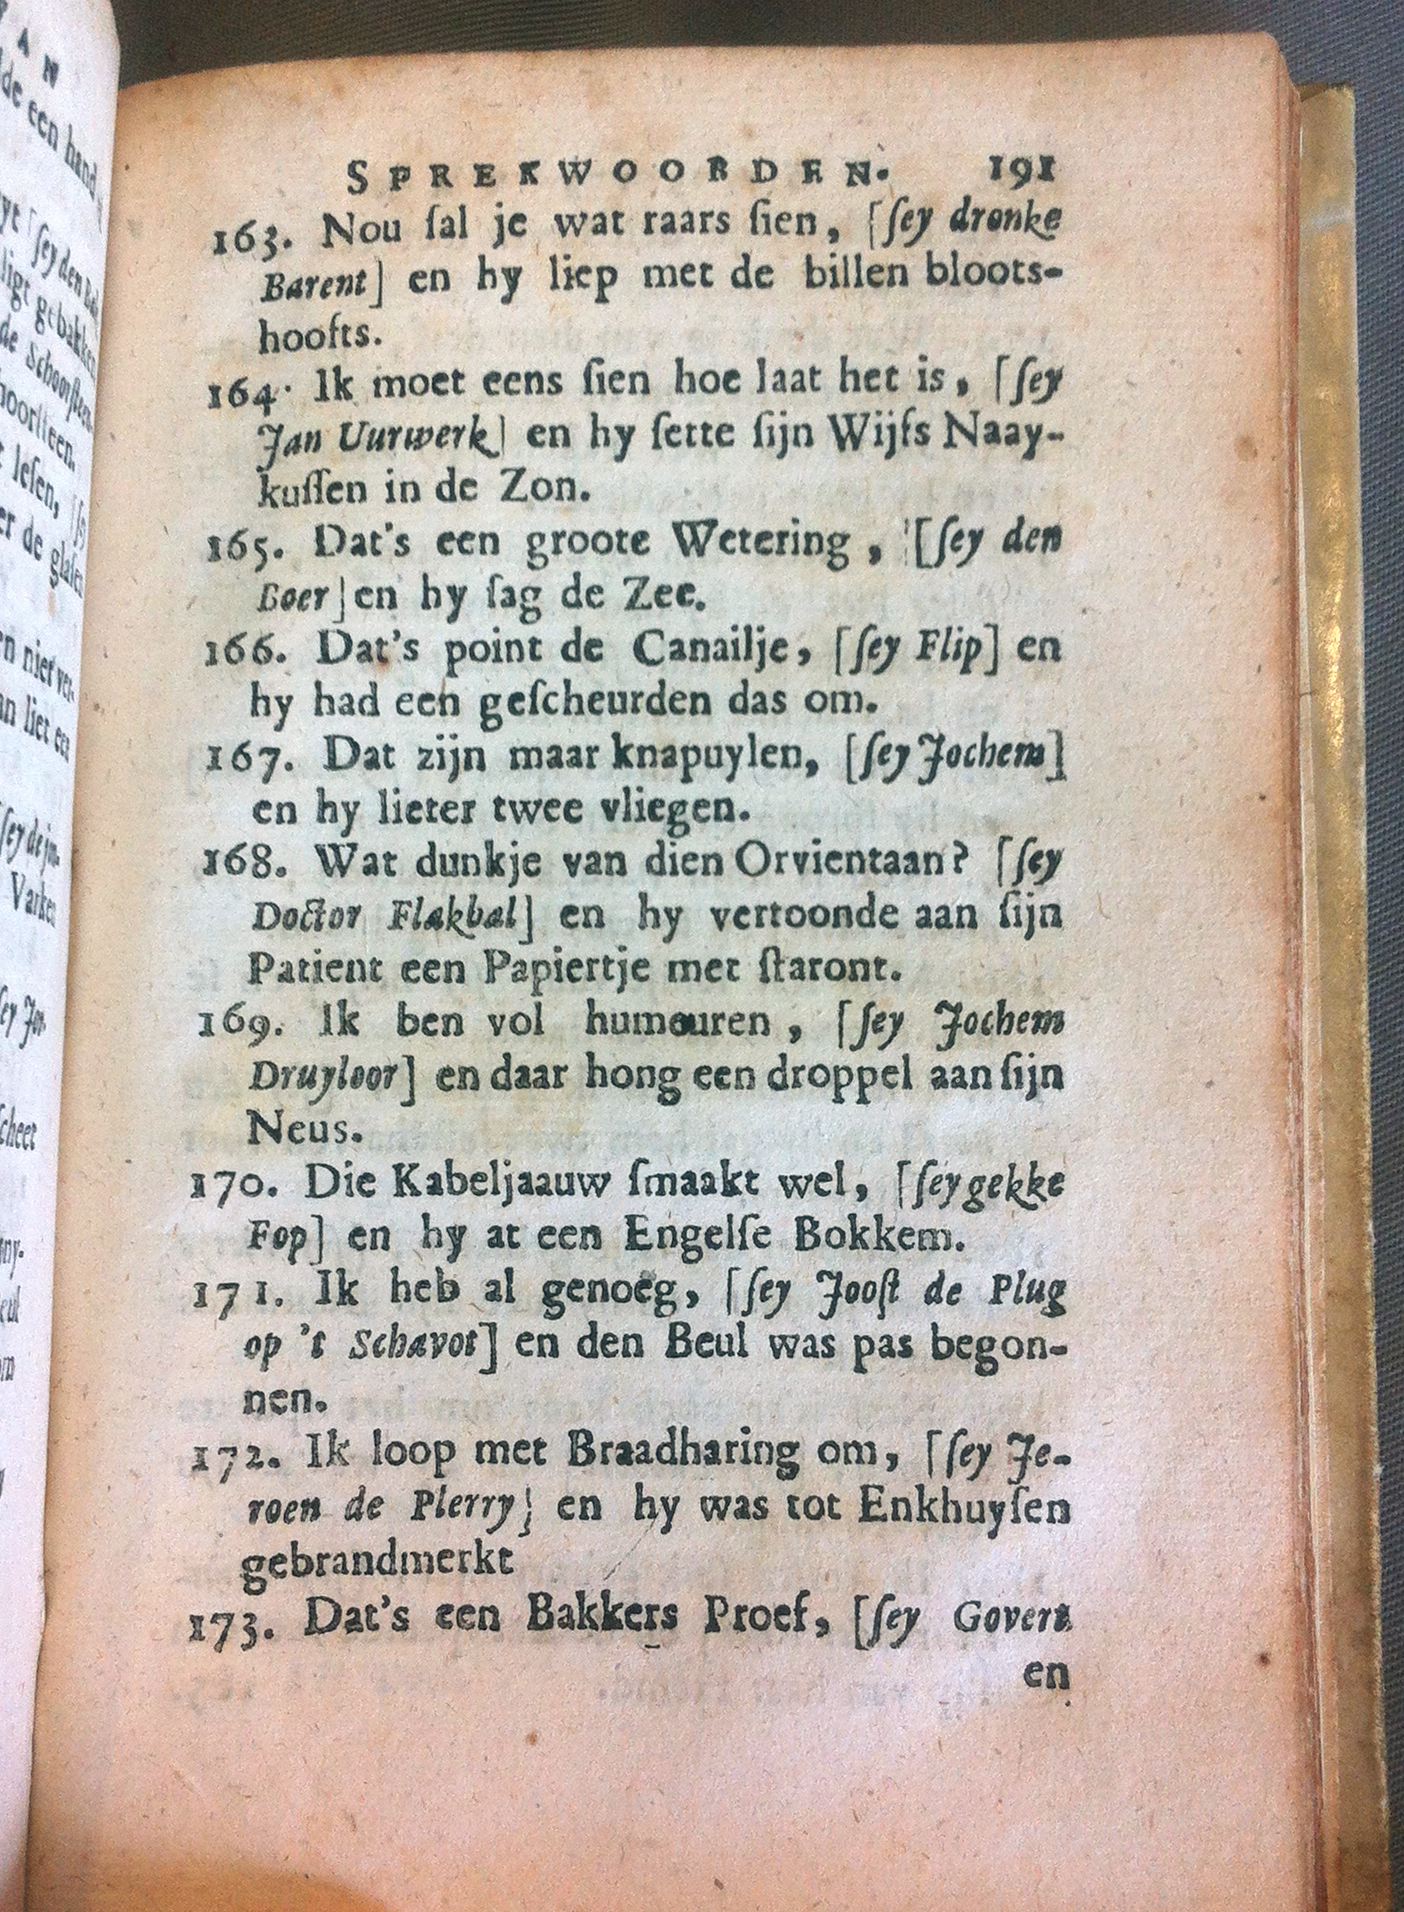 SPREKWOORDEN. 191
163. Nou ſal je wat raars ſien, [ſey dronke
Barent] en hy liep met de billen bloots-
hoofts.
164. Ik moet eens ſien hoe laat het is, [ſey
Jan Uurwerk] en hy ſette ſijn Wijfs Naay-
kuſſen in de Zon.
165. Dat's een groote Wetering, [ſey den
Boer] en hy ſag de Zee.
166. Dat's point de Canailje, [ſey Flip] en
hy had een geſcheurden das om.
167. Dat zijn maar knapuylen, [ſey Jochem]
en hy lieter twee vliegen.
168. Wat dunkje van dien Orvientaan? [ſey
Doctor Flakbal] en hy vertoonde aan ſijn
Patient een Papiertje met ſtaront.
169. Ik ben vol humeuren, [ſey Jochem
Druyloor] en daar hong een droppel aan ſijn
Neus.
170. Die Kabeljaauw ſmaakt wel, [ſey gekke
Fop] en hy at een Engelſe Bokkem.
171. Ik heb al genoeg, [ſey Jooſt de Plug
op 't Schavot] en den Beul was pas begon-
nen.
172. Ik loop met Braadharing om, [ſey Je-
roen de Plerry] en hy was tot Enkhuyſen
gebrandmerkt
173. Dat's een Bakkers Proef, [ſey Govert
en